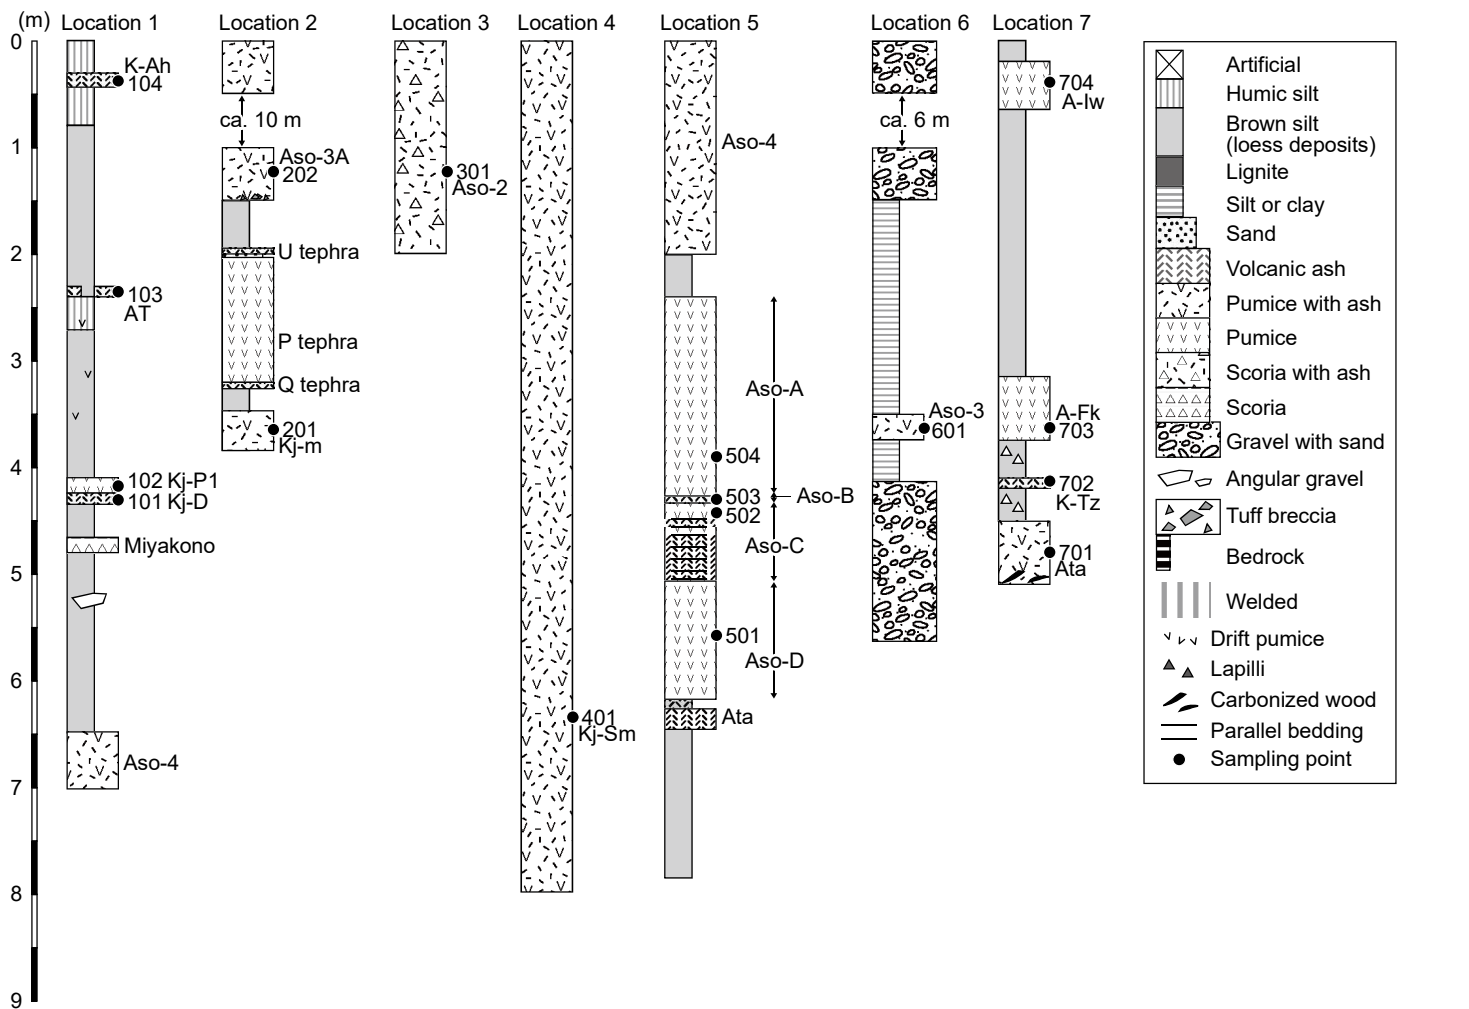 (m)
0
1
2
3
4
5
6
7
8
9
Location 1
K-Ah
104
103
AT
102 Kj-P1
101 Kj-D
Miyakono
Aso-4
Location 2
ca. 10 m
Aso-3A
202
U tephra
P tephra
Q tephra
201
Kj-m
Location 3
301
Aso-2
Location 4
401
Kj-Sm
Location 5
Aso-4
Aso-A
504
503
Aso-B
502
Aso-C
501
Aso-D
Ata
Location 6
ca. 6 m
Aso-3
601
Location 7
704
A-Iw
A-Fk
703
702
K-Tz
701
Ata
Artificial
Humic silt
Brown silt
(loess deposits)
Lignite
Silt or clay
Sand
Volcanic ash
Pumice with ash
Pumice
Scoria with ash
Scoria
Gravel with sand
Angular gravel
Tuff breccia
Bedrock
Welded
Drift pumice
Lapilli
Carbonized wood
Parallel bedding
Sampling point